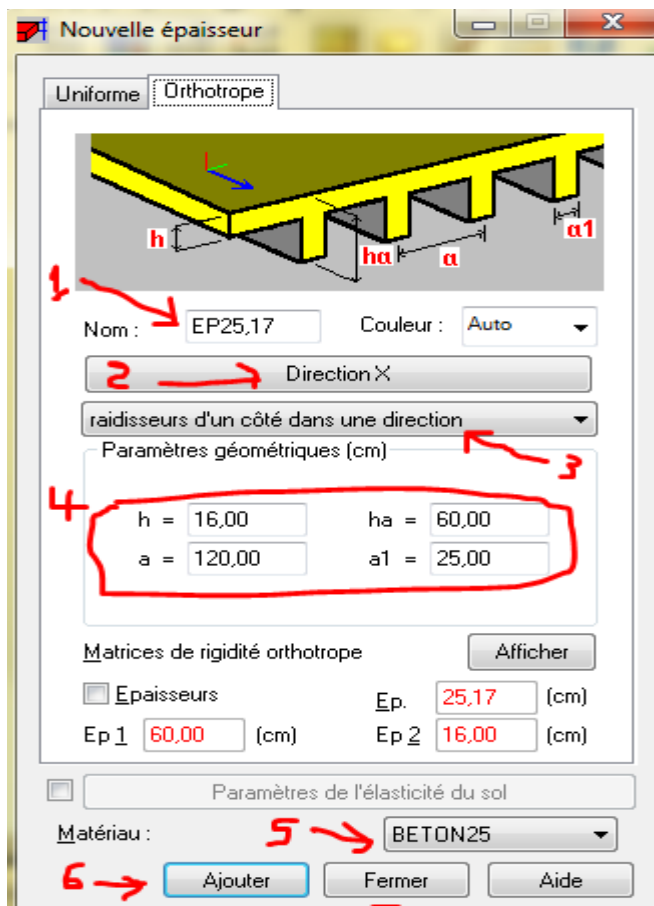 Nouvelle épaisseur
Uniforme Orthotrope
h hα α α1
1
Nom : EP25,17 Couleur : Auto
2 Direction X
raidisseurs d'un côté dans une direction
3
Paramètres géométriques (cm)
4
h = 16,00 ha = 60,00
a = 120,00 a1 = 25,00
Matrices de rigidité orthotrope Afficher
Epaisseurs Ep. 25,17 (cm)
Ep 1 60,00 (cm) Ep 2 16,00 (cm)
Paramètres de l'élasticité du sol
Matériau : 5 BETON25
6 Ajouter Fermer Aide